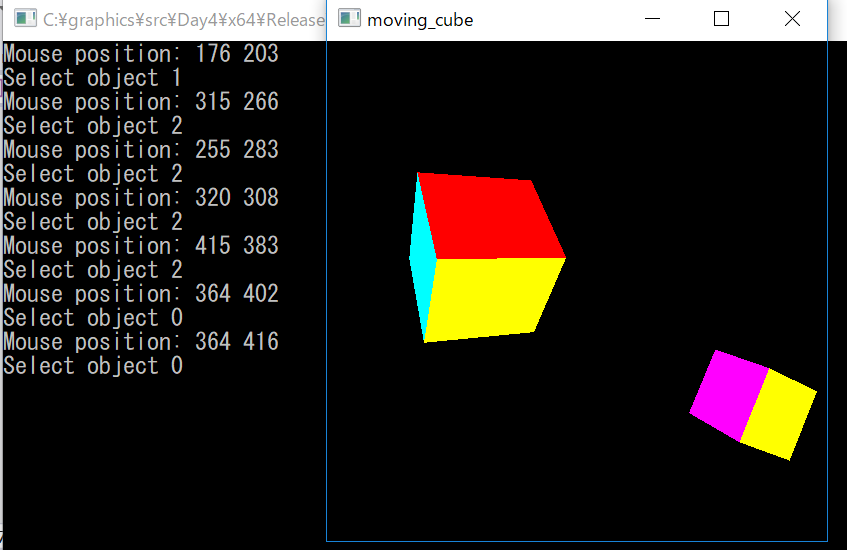 C:¥graphics¥src¥Day4¥x64¥Release
moving_cube
Mouse position: 176 203
Select object 1
Mouse position: 315 266
Select object 2
Mouse position: 255 283
Select object 2
Mouse position: 320 308
Select object 2
Mouse position: 415 383
Select object 2
Mouse position: 364 402
Select object 0
Mouse position: 364 416
Select object 0